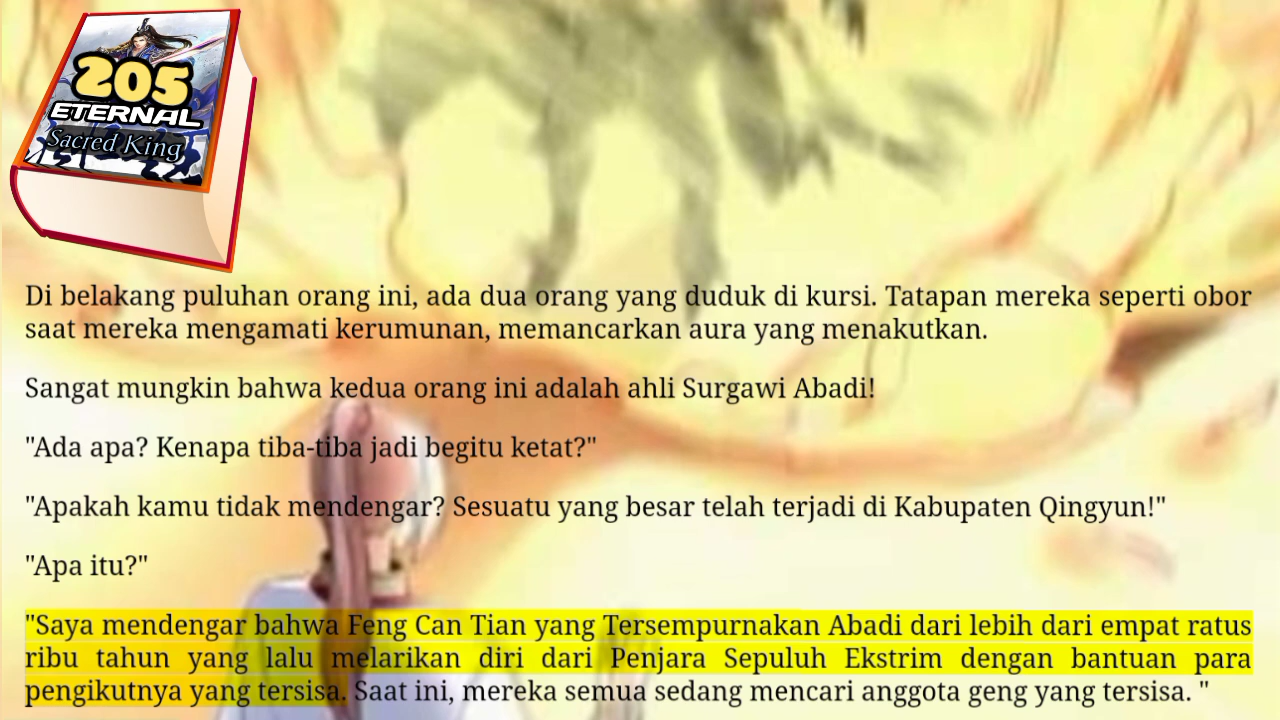 205
ETERNAL
Sacred King
Di belakang puluhan orang ini, ada dua orang yang duduk di kursi. Tatapan mereka seperti obor
saat mereka mengamati kerumunan, memancarkan aura yang menakutkan.
Sangat mungkin bahwa kedua orang ini adalah ahli Surgawi Abadi!
"Ada apa? Kenapa tiba-tiba jadi begitu ketat?"
"Apakah kamu tidak mendengar? Sesuatu yang besar telah terjadi di Kabupaten Qingyun!"
"Apa itu?"
"Saya mendengar bahwa Feng Can Tian yang Tersempurnakan Abadi dari lebih dari empat ratus
ribu tahun yang lalu melarikan diri dari Penjara Sepuluh Ekstrim dengan bantuan para
pengikutnya yang tersisa. Saat ini, mereka semua sedang mencari anggota geng yang tersisa. "